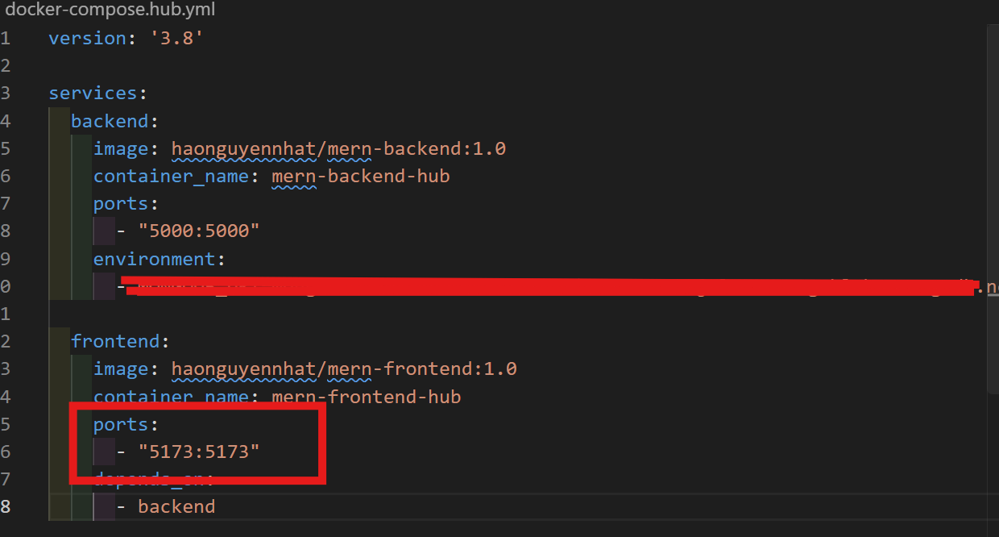 docker-compose.hub.yml
1 version: '3.8'
2
3 services:
4 backend:
5 image: haonguyennhat/mern-backend:1.0
6 container_name: mern-backend-hub
7 ports:
8 - "5000:5000"
9 environment:
0 -
1
2 frontend:
3 image: haonguyennhat/mern-frontend:1.0
4 container_name: mern-frontend-hub
5 ports:
6 - "5173:5173"
7 depends_on:
8 - backend